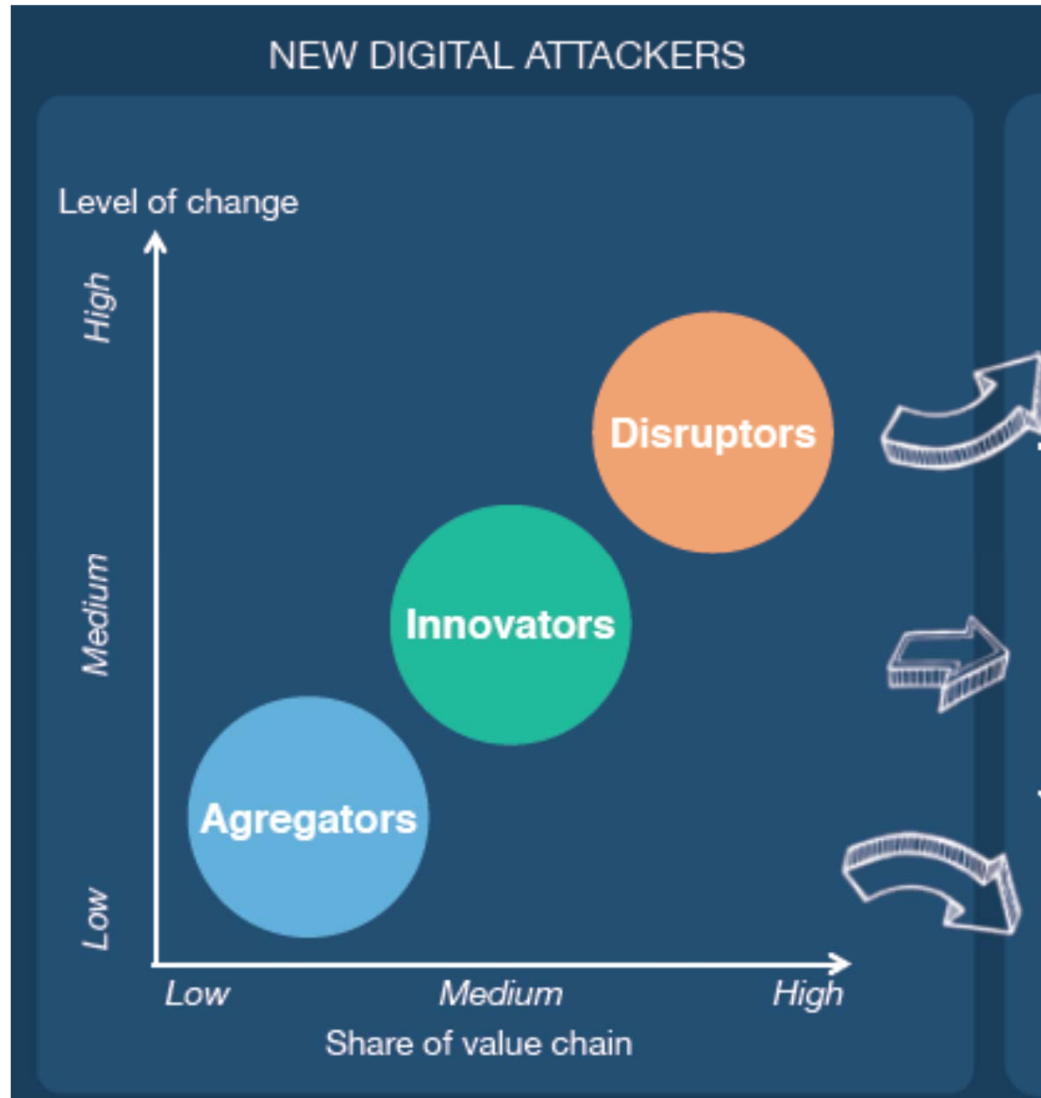 NEW DIGITAL ATTACKERS
Level of change
High
Disruptors
Medium
Innovators
Agregators
Low
Low Medium High
Share of value chain